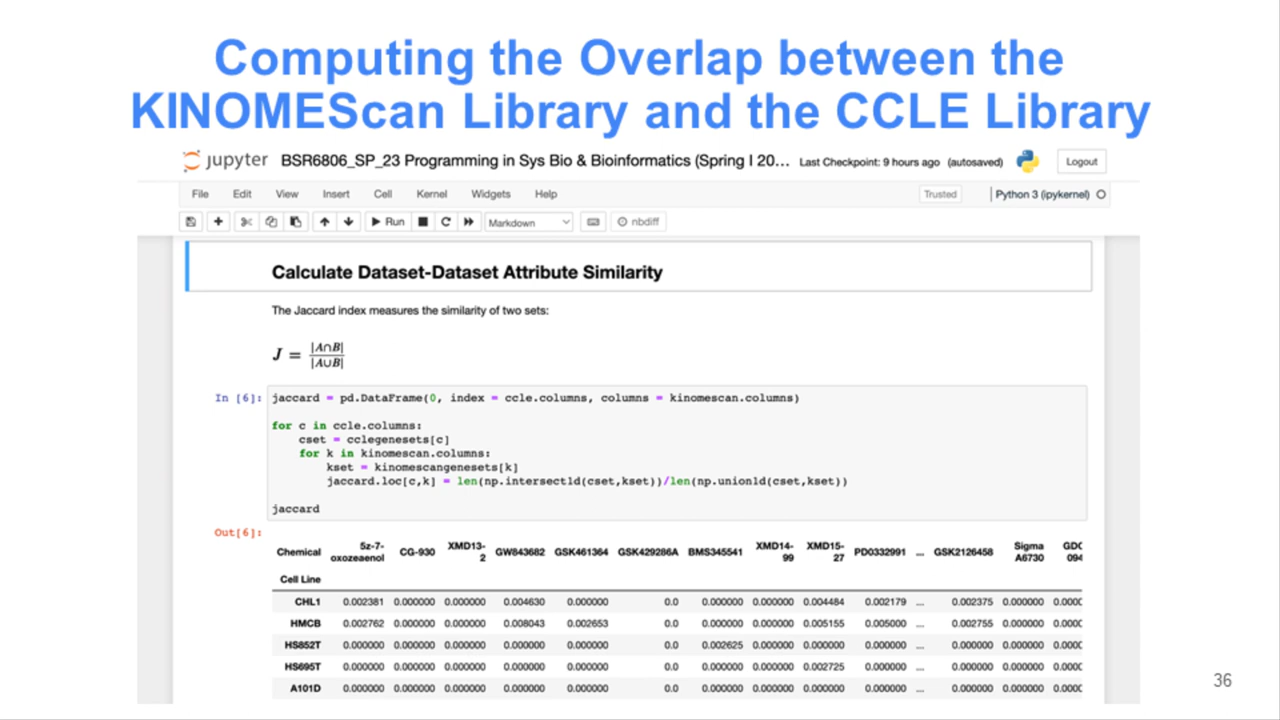 Computing the Overlap between the
KINOMEScan Library and the CCLE Library
jupyter BSR6806_SP_23 Programming in Sys Bio & Bioinformatics (Spring I 20... Last Checkpoint: 9 hours ago (autosaved) Logout
File Edit View Insert Cell Kernel Widgets Help Trusted Python 3 (ipykernel)
Run Markdown nbdiff
Calculate Dataset-Dataset Attribute Similarity
The Jaccard index measures the similarity of two sets:
J = |A∩B| / |A∪B|
In [6]: jaccard = pd.DataFrame(0, index = ccle.columns, columns = kinomescan.columns)
for c in ccle.columns:
cset = cclegenesets[c]
for k in kinomescan.columns:
kset = kinomescangenesets[k]
jaccard.loc[c,k] = len(np.intersect1d(cset,kset))/len(np.union1d(cset,kset))
jaccard
Out[6]:
Chemical 5z-7-oxozeaenol CG-930 XMD13-2 GW843682 GSK461364 GSK429286A BMS345541 XMD14-99 XMD15-27 PD0332991 ... GSK2126458 Sigma A6730 GDC 094
Cell Line
CHL1 0.002381 0.000000 0.000000 0.004630 0.000000 0.0 0.000000 0.000000 0.004484 0.002179 ... 0.002375 0.000000 0.000
HMCB 0.002762 0.000000 0.000000 0.008043 0.002653 0.0 0.000000 0.000000 0.005155 0.005000 ... 0.002755 0.000000 0.000
HS852T 0.000000 0.000000 0.000000 0.000000 0.000000 0.0 0.002625 0.000000 0.000000 0.000000 ... 0.000000 0.000000 0.000
HS695T 0.000000 0.000000 0.000000 0.000000 0.000000 0.0 0.000000 0.000000 0.002725 0.000000 ... 0.000000 0.000000 0.000
A101D 0.000000 0.000000 0.000000 0.000000 0.000000 0.0 0.000000 0.000000 0.000000 0.000000 ... 0.000000 0.000000 0.000
36